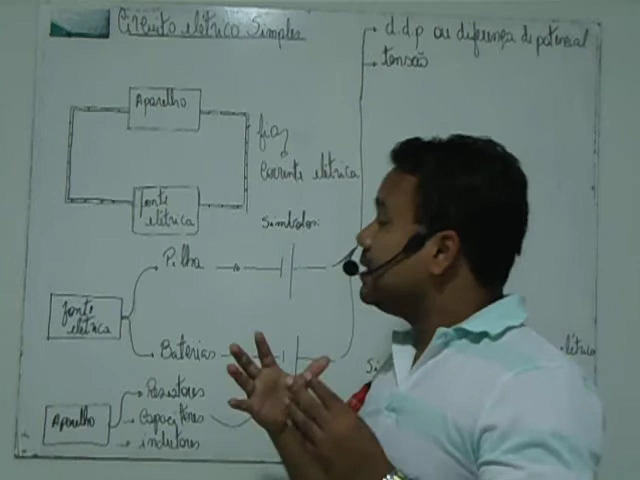 Circuito elétrico Simples
d.d.p ou diferença de potencial
tensão
Aparelho
fios
Corrente elétrica
fonte elétrica
Pilha
fonte elétrica
Baterias
Resistores
Aparelho
Capacitores
indutores